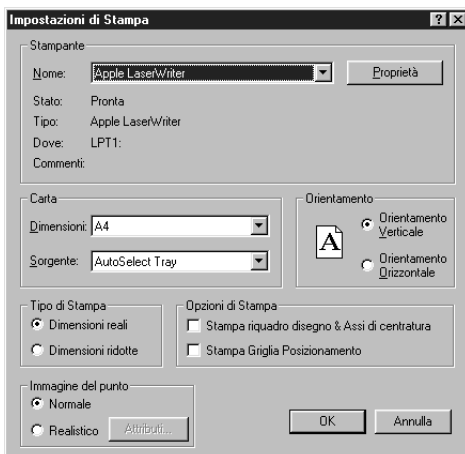 Impostazioni di Stampa
Stampante
Nome: Apple LaserWriter Proprietà
Stato: Pronta
Tipo: Apple LaserWriter
Dove: LPT1:
Commenti:
Carta
Dimensioni: A4
Sorgente: AutoSelect Tray
Orientamento
A
Orientamento Verticale
Orientamento Orizzontale
Tipo di Stampa
Dimensioni reali
Dimensioni ridotte
Opzioni di Stampa
Stampa riquadro disegno & Assi di centratura
Stampa Griglia Posizionamento
Immagine del punto
Normale
Realistico Attributi...
OK Annulla